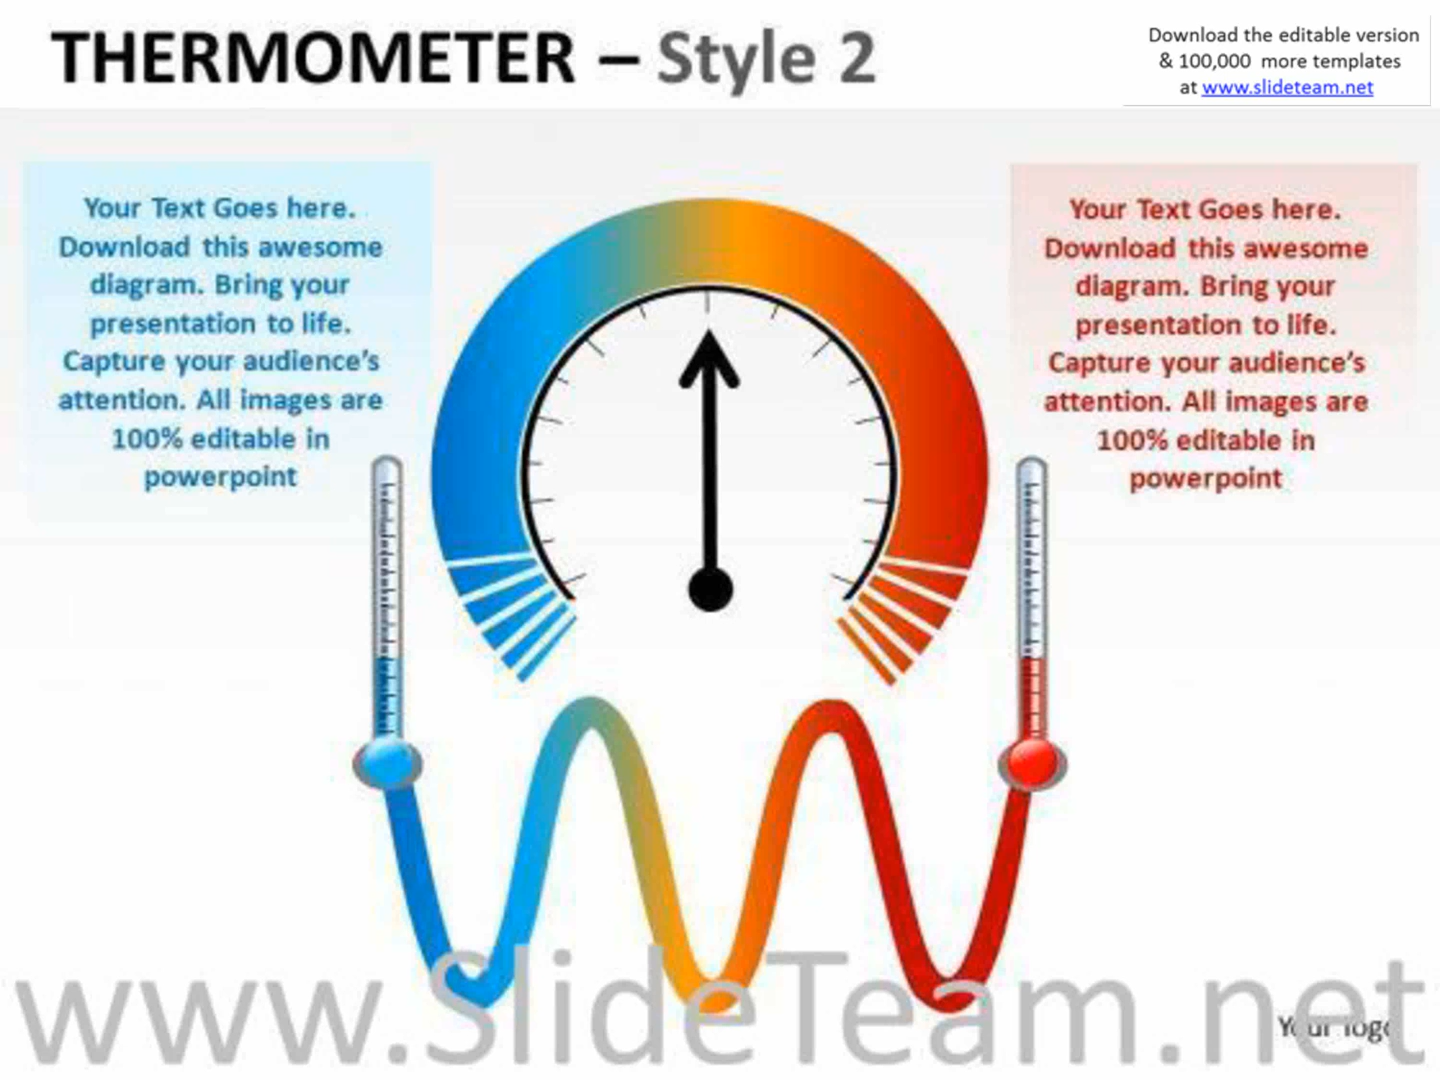 THERMOMETER – Style 2
Download the editable version
& 100,000 more templates
at www.slideteam.net
Your Text Goes here.
Download this awesome
diagram. Bring your
presentation to life.
Capture your audience’s
attention. All images are
100% editable in
powerpoint
Your Text Goes here.
Download this awesome
diagram. Bring your
presentation to life.
Capture your audience’s
attention. All images are
100% editable in
powerpoint
www.SlideTeam.net
Your logo